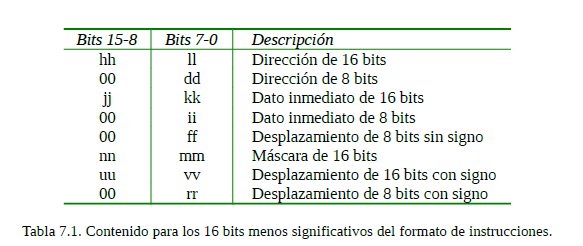 Bits 15-8 Bits 7-0 Descripción
hh ll Dirección de 16 bits
00 dd Dirección de 8 bits
jj kk Dato inmediato de 16 bits
00 ii Dato inmediato de 8 bits
00 ff Desplazamiento de 8 bits sin signo
nn mm Máscara de 16 bits
uu vv Desplazamiento de 16 bits con signo
00 rr Desplazamiento de 8 bits con signo
Tabla 7.1. Contenido para los 16 bits menos significativos del formato de instrucciones.